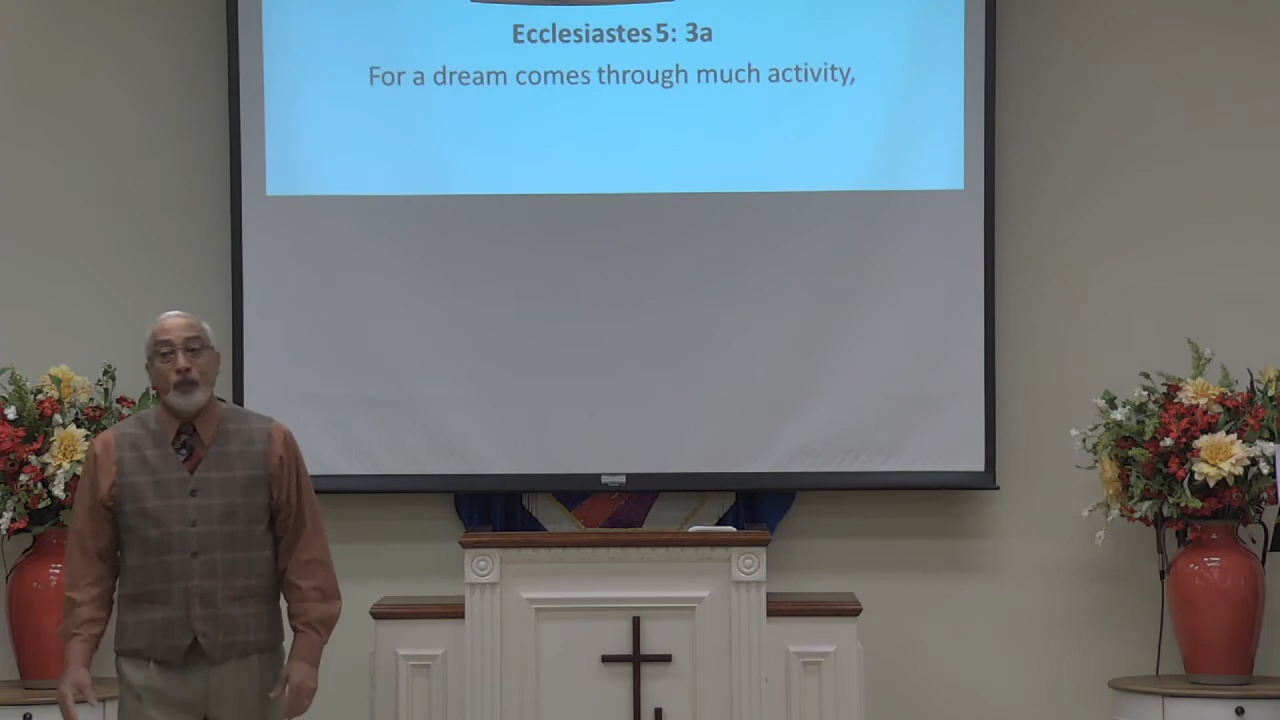 Ecclesiastes 5: 3a
For a dream comes through much activity,